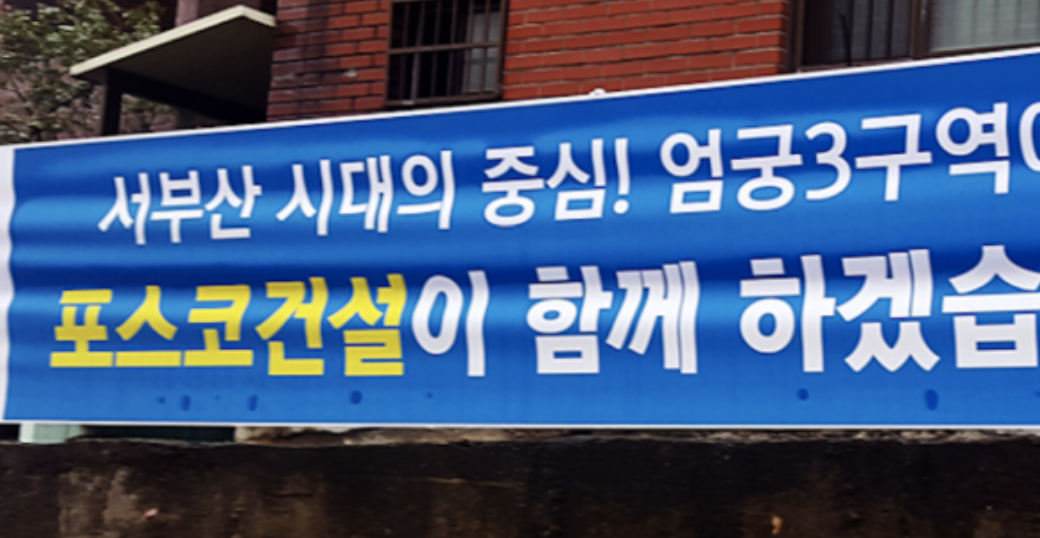 서부산 시대의 중심! 엄궁3구역
포스코건설이 함께 하겠습